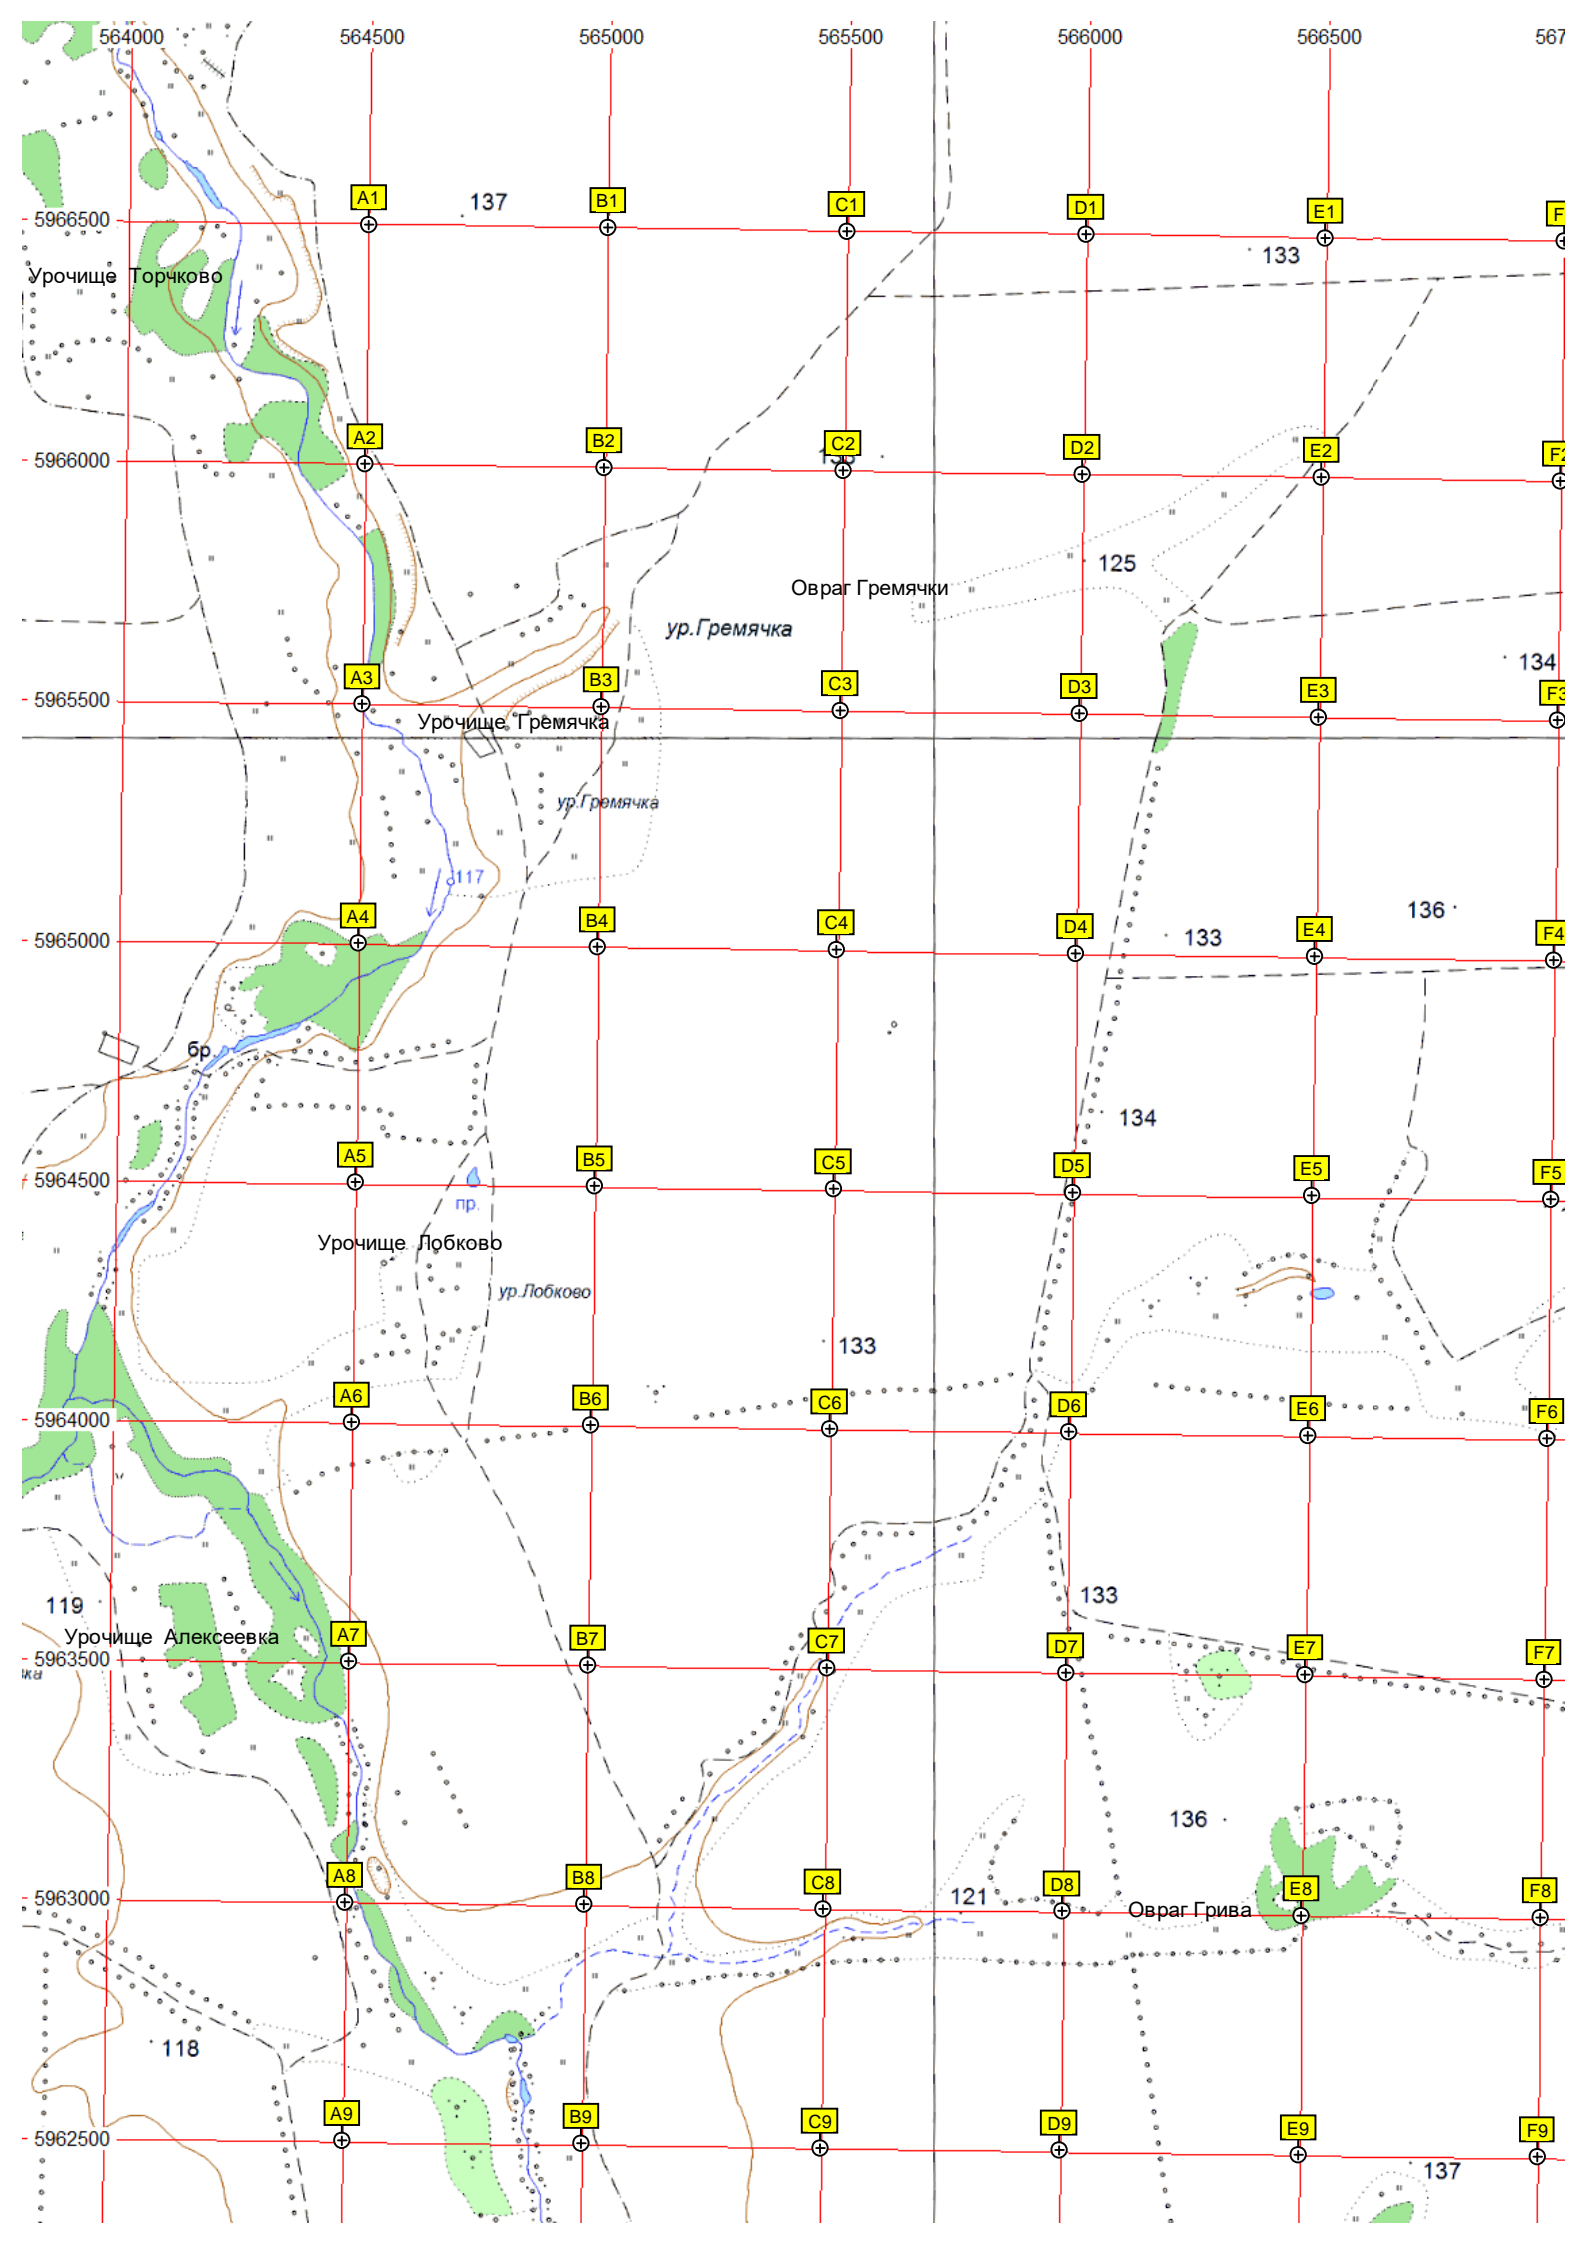 564000 564500 565000 565500 566000 566500 567
A1 B1 C1 D1 E1 F
137
5966500
133
Урочище Торчково
A2 B2 C2 D2 E2 F2
5966000
125
Овраг Гремячки
ур.Гремячка
134
A3 B3 C3 D3 E3 F3
5965500
Урочище Гремячка
ур.Гремячка
117
A4 B4 C4 D4 E4 F4
136
133
5965000
бр.
134
A5 B5 C5 D5 E5 F5
5964500
пр.
Урочище Лобково
ур.Лобково
133
A6 B6 C6 D6 E6 F6
5964000
119
133
Урочище Алексеевка
A7 B7 C7 D7 E7 F7
5963500
ка
136
A8 B8 C8 D8 E8 F8
5963000
121
Овраг Грива
118
A9 B9 C9 D9 E9 F9
5962500
137